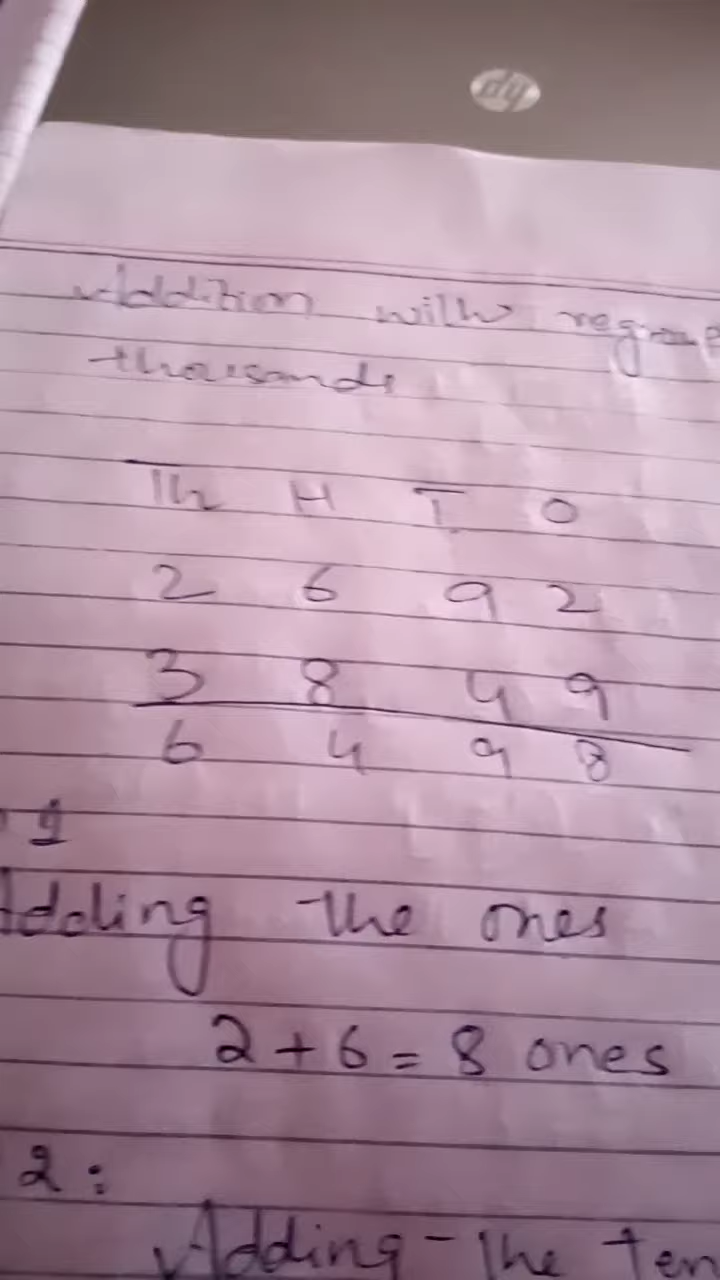 hp
Addition with regroup
thousands
Th H T O
2 6 9 2
3 8 4 9
6 4 9 8
1
Adding the ones
2 + 6 = 8 ones
2:
Adding the ten